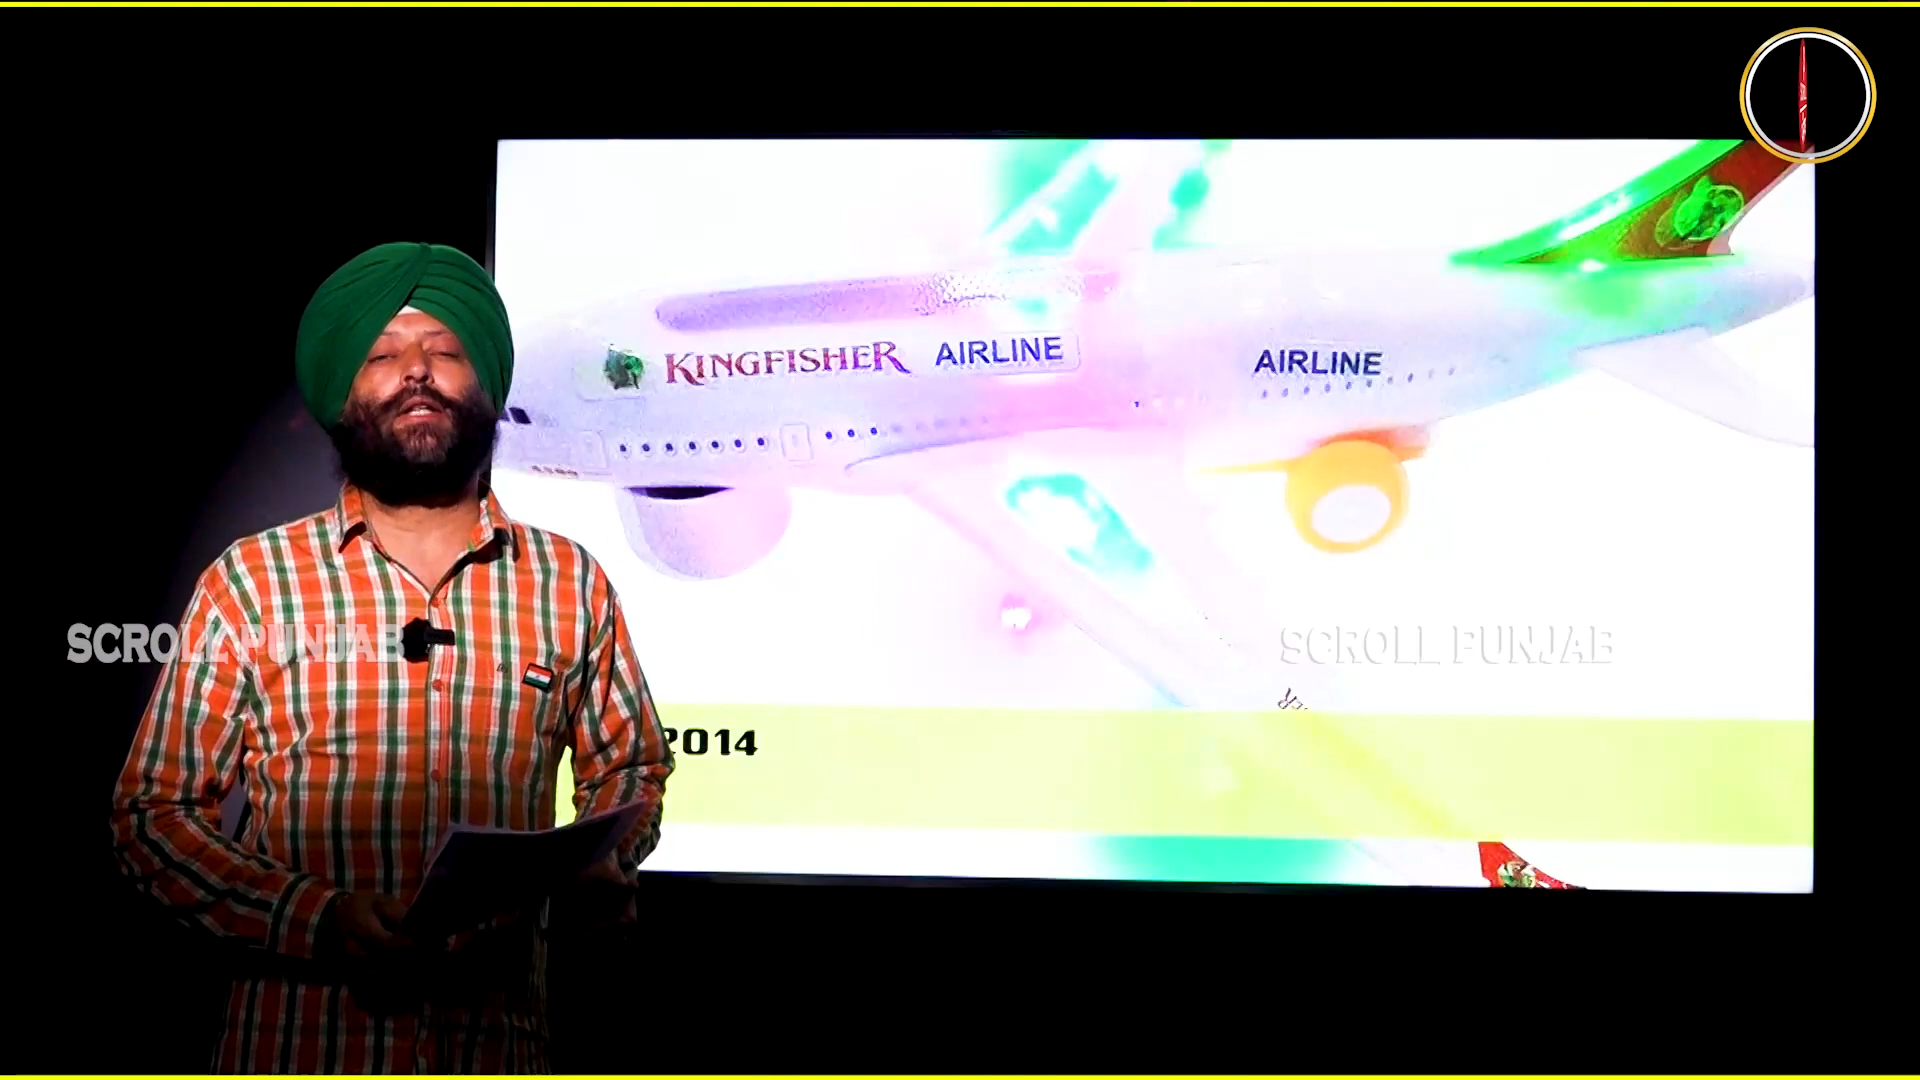 KINGFISHER AIRLINE
AIRLINE
SCROLL PUNJAB
SCROLL PUNJAB
2014